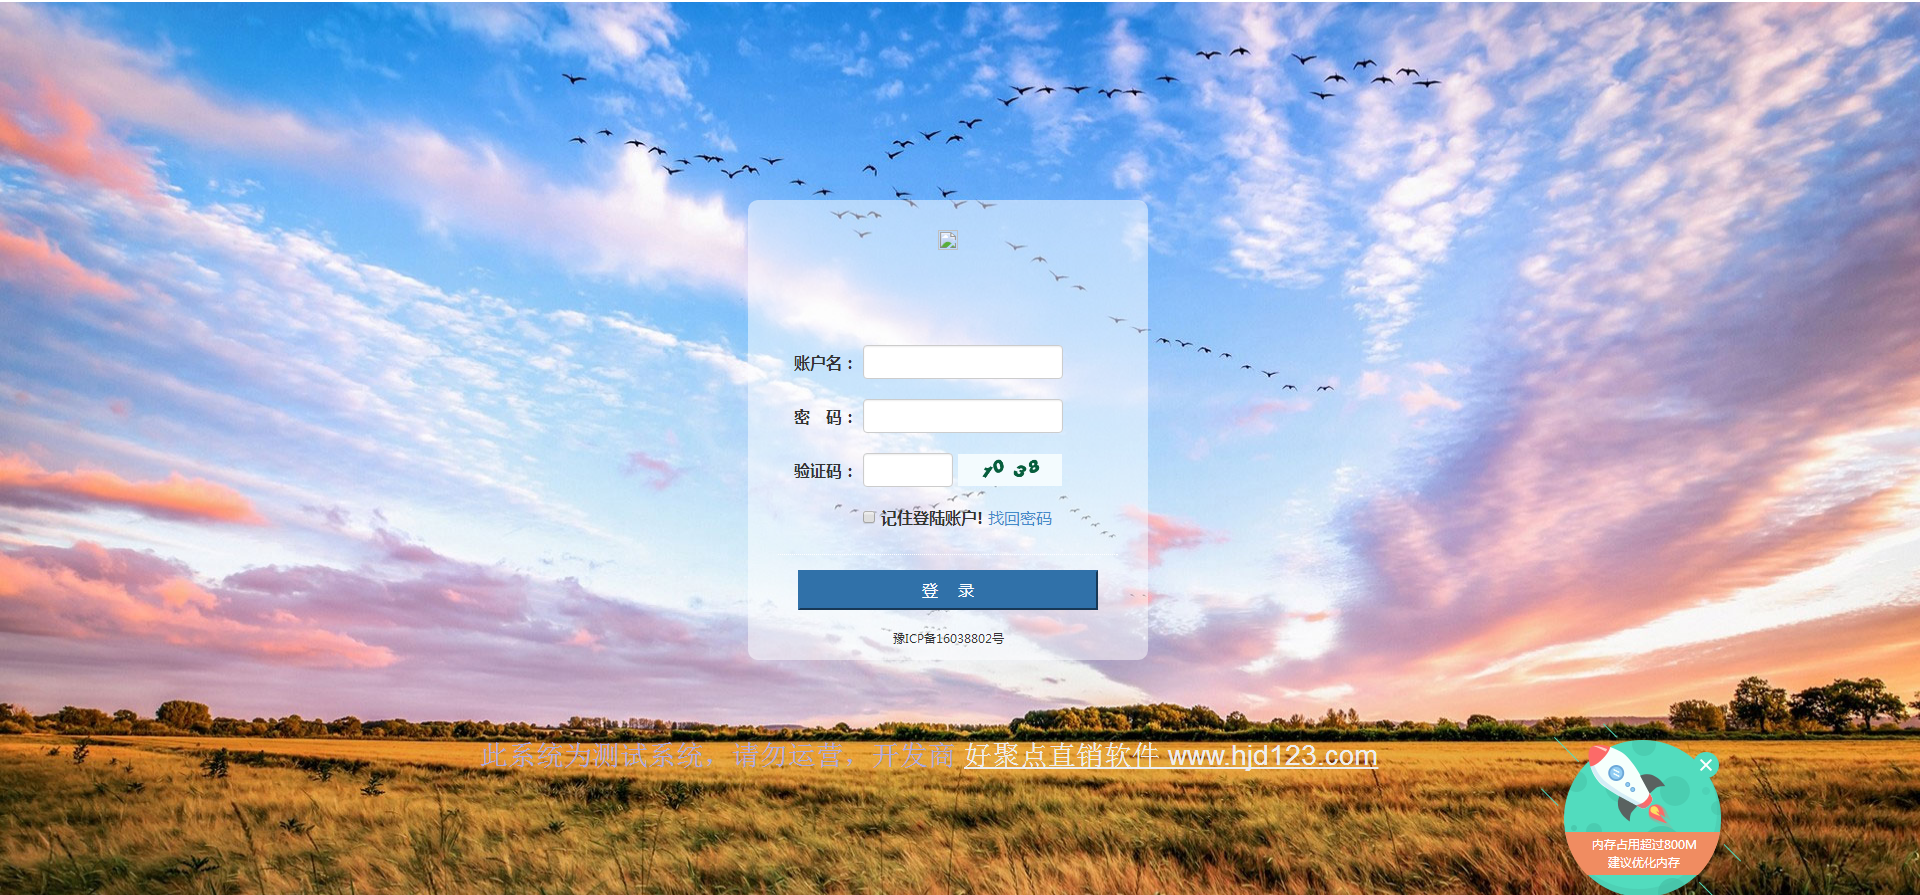 账户名：
密 码：
验证码：
1038
记住登陆账户! 找回密码
登 录
豫ICP备16038802号
此系统为测试系统，请勿运营，开发商 好聚点直销软件 www.hjd123.com
内存占用超过800M
建议优化内存